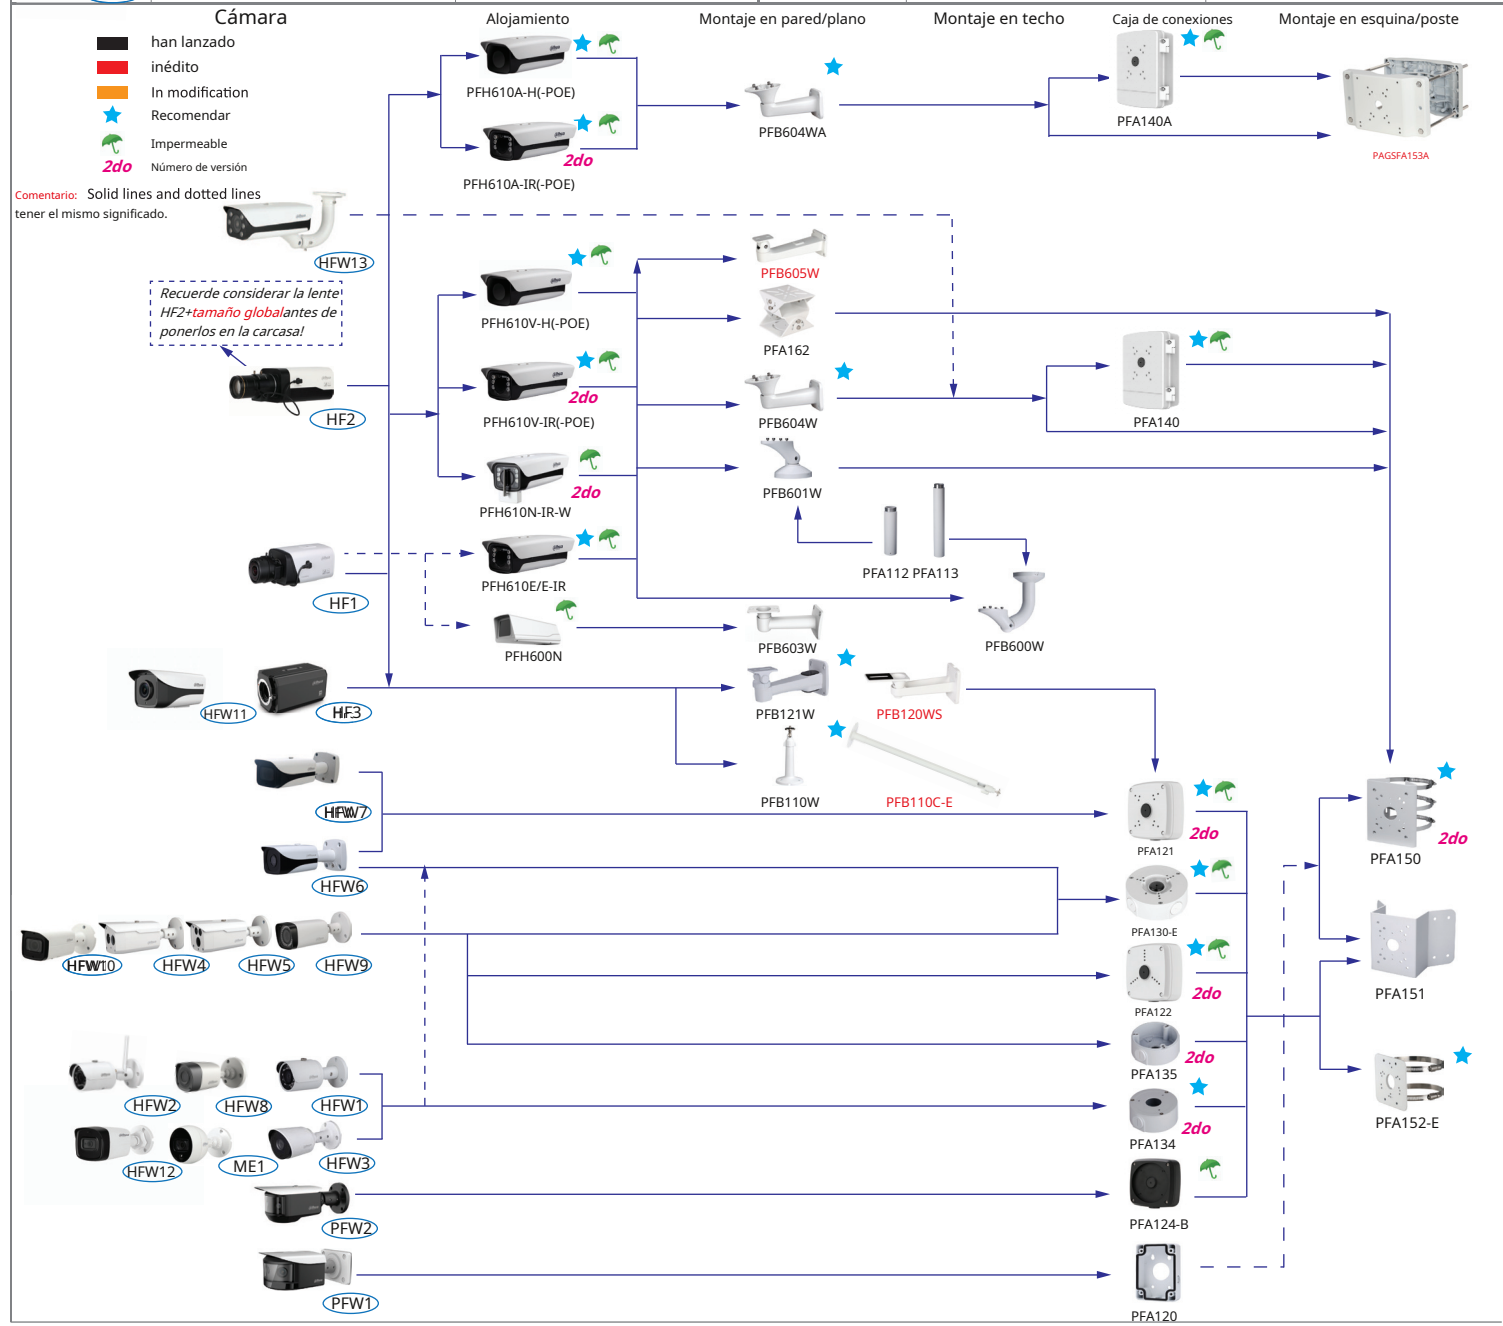 Cámara
Alojamiento
Montaje en pared/plano
Montaje en techo
Caja de conexiones
Montaje en esquina/poste
han lanzado
inédito
In modification
Recomendar
Impermeable
2do Número de versión
Comentario: Solid lines and dotted lines
tener el mismo significado.
PFH610A-H(-POE)
PFB604WA
PFA140A
PAGSFA153A
2do
PFH610A-IR(-POE)
HFW13
PFB605W
Recuerde considerar la lente
HF2+tamaño globalantes de
ponerlos en la carcasa!
PFH610V-H(-POE)
PFA162
HF2
2do
PFH610V-IR(-POE)
PFB604W
PFA140
2do
PFH610N-IR-W
PFB601W
PFA112 PFA113
HF1
PFH610E/E-IR
PFH600N
PFB603W
PFB600W
HFW11
HF3
PFB121W
PFB120WS
PFB110W
PFB110C-E
HFW7
2do
PFA121
2do
PFA150
HFW6
PFA130-E
HFW10
HFW4
HFW5
HFW9
2do
PFA122
PFA151
2do
PFA135
HFW2
HFW8
HFW1
2do
PFA134
PFA152-E
HFW12
ME1
HFW3
PFW2
PFA124-B
PFW1
PFA120